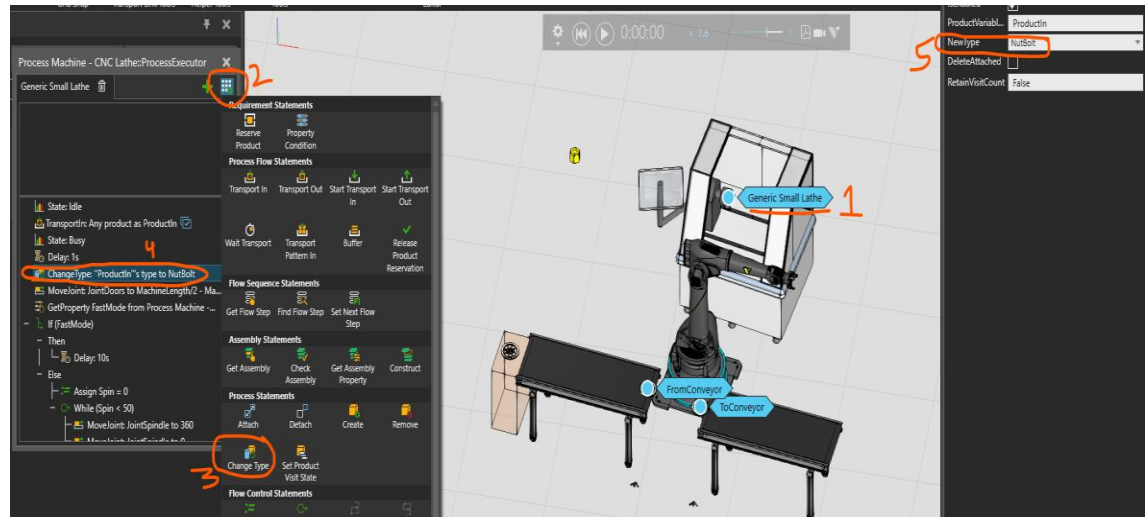 Process Machine - CNC Lathe::ProcessExecutor
Generic Small Lathe
2
Requirement Statements
Reserve Product
Property Condition
Process Flow Statements
Transport In
Transport Out
Start Transport In
Start Transport Out
Wait Transport
Transport Pattern In
Buffer
Release Product Reservation
Flow Sequence Statements
Get Flow Step
Find Flow Step
Set Next Flow Step
Assembly Statements
Get Assembly
Check Assembly
Get Assembly Property
Construct
Process Statements
Attach
Detach
Create
Remove
Change Type
Set Product Visit State
3
Flow Control Statements
State: Idle
TransportIn: Any product as ProductIn
State: Busy
Delay: 1s
4
ChangeType: "ProductIn"'s type to NutBolt
MoveJoint: JointDoors to MachineLength/2 - Ma...
GetProperty FastMode from Process Machine -...
If (FastMode)
Then
Delay: 10s
Else
Assign Spin = 0
While (Spin < 50)
MoveJoint: JointSpindle to 360
MoveJoint: JointSpindle to 0
0:00:00
x 7.6
Generic Small Lathe
1
FromConveyor
ToConveyor
ProductVariabl... ProductIn
5
NewType NutBolt
DeleteAttached
RetainVisitCount False